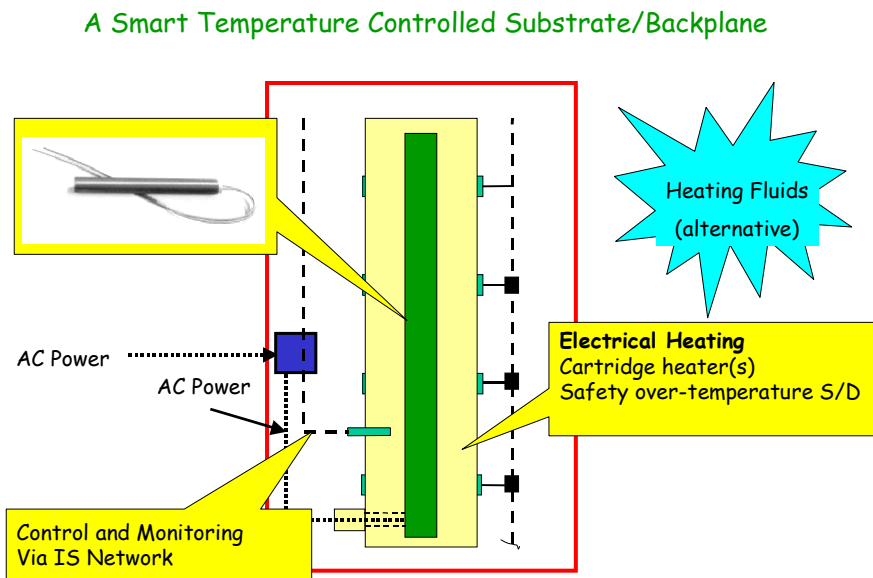 A Smart Temperature Controlled Substrate/Backplane
Heating Fluids
(alternative)
Electrical Heating
Cartridge heater(s)
Safety over-temperature S/D
AC Power
AC Power
Control and Monitoring
Via IS Network